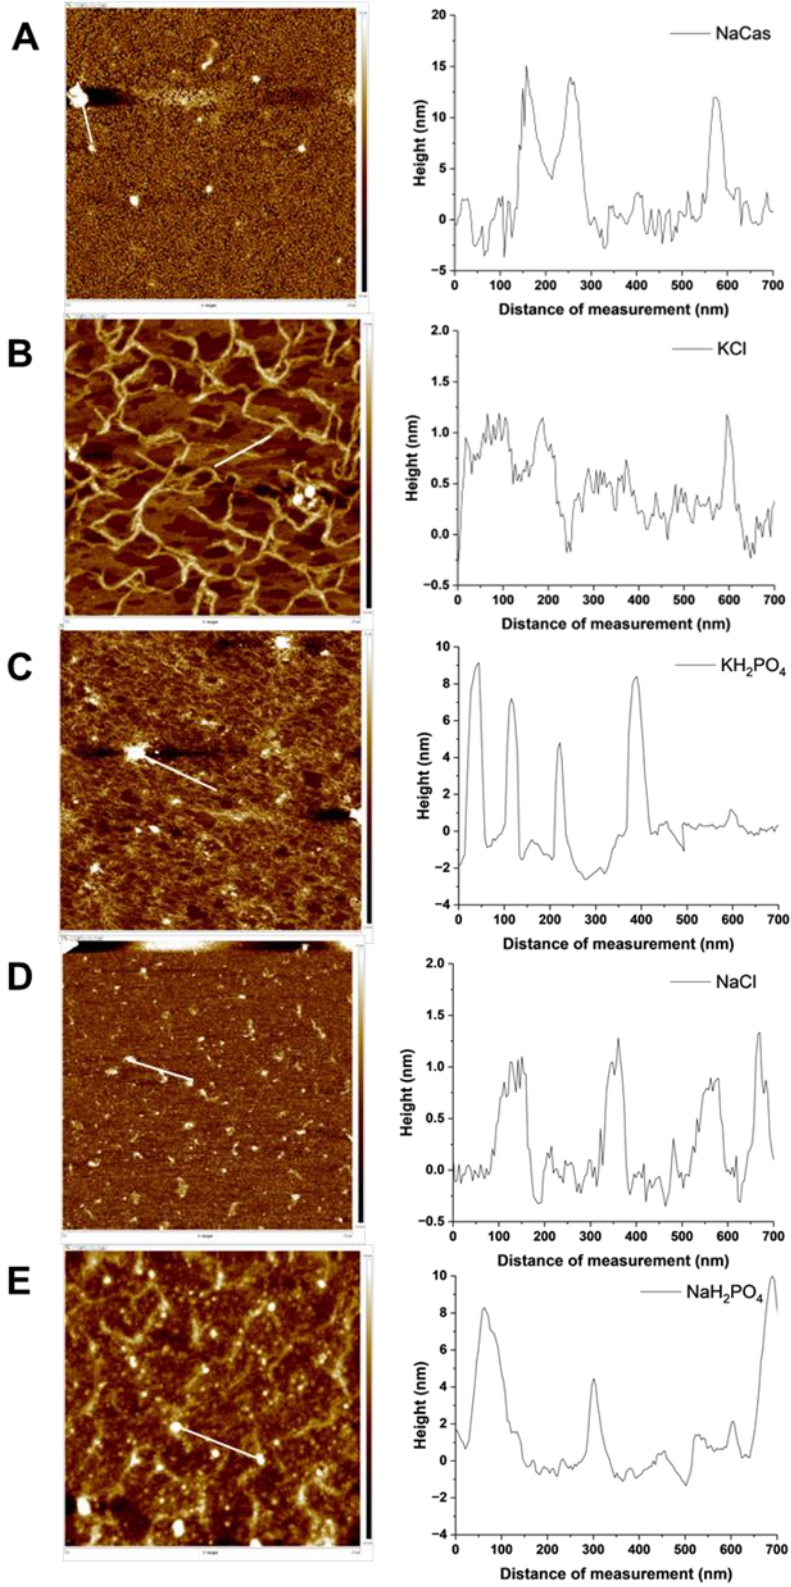 A
NaCas
Height (nm)
20
15
10
5
0
−5
0 100 200 300 400 500 600 700
Distance of measurement (nm)
B
KCl
Height (nm)
2.0
1.5
1.0
0.5
0.0
−0.5
0 100 200 300 400 500 600 700
Distance of measurement (nm)
C
KH₂PO₄
Height (nm)
10
8
6
4
2
0
−2
−4
0 100 200 300 400 500 600 700
Distance of measurement (nm)
D
NaCl
Height (nm)
2.0
1.5
1.0
0.5
0.0
−0.5
0 100 200 300 400 500 600 700
Distance of measurement (nm)
E
NaH₂PO₄
Height (nm)
10
8
6
4
2
0
−2
−4
0 100 200 300 400 500 600 700
Distance of measurement (nm)